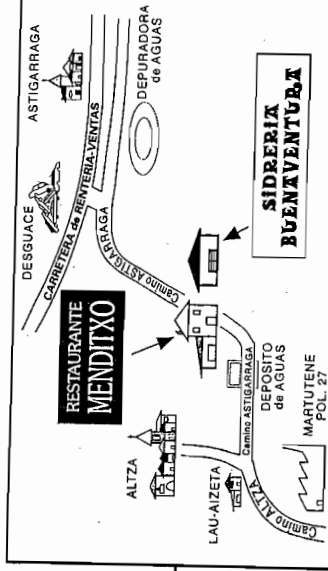 ASTIGARRAGA
DESGUACE
CARRETERA de RENTERIA-VENTAS
DEPURADORA
de AGUAS
Camino ASTIGARRAGA
RESTAURANTE
MENDITXO
SIDRERIA
BUENAVENTURA
ALTZA
Camino ASTIGARRAGA
DEPOSITO
de AGUAS
LAU-AIZETA
Camino ALTZA
MARTUTENE
POL. 27